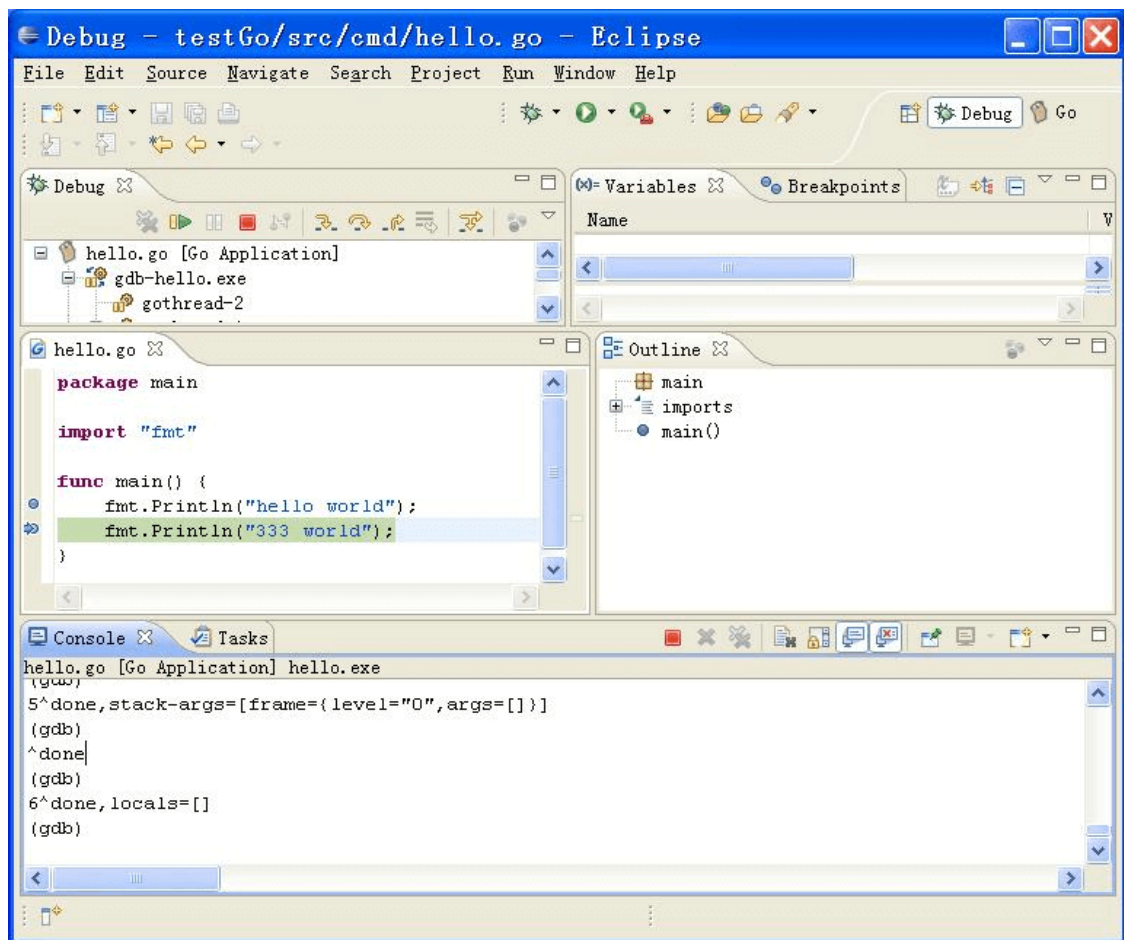 Debug - testGo/src/cmd/hello.go - Eclipse
File Edit Source Navigate Search Project Run Window Help
Debug Go
Debug
(x)= Variables Breakpoints
Name V
hello.go [Go Application]
gdb-hello.exe
gothread-2
hello.go
Outline
package main
import "fmt"
func main() {
fmt.Println("hello world");
fmt.Println("333 world");
}
main
imports
main()
Console Tasks
hello.go [Go Application] hello.exe
(gdb)
5^done,stack-args=[frame={level="0",args=[]}]
(gdb)
^done
(gdb)
6^done,locals=[]
(gdb)